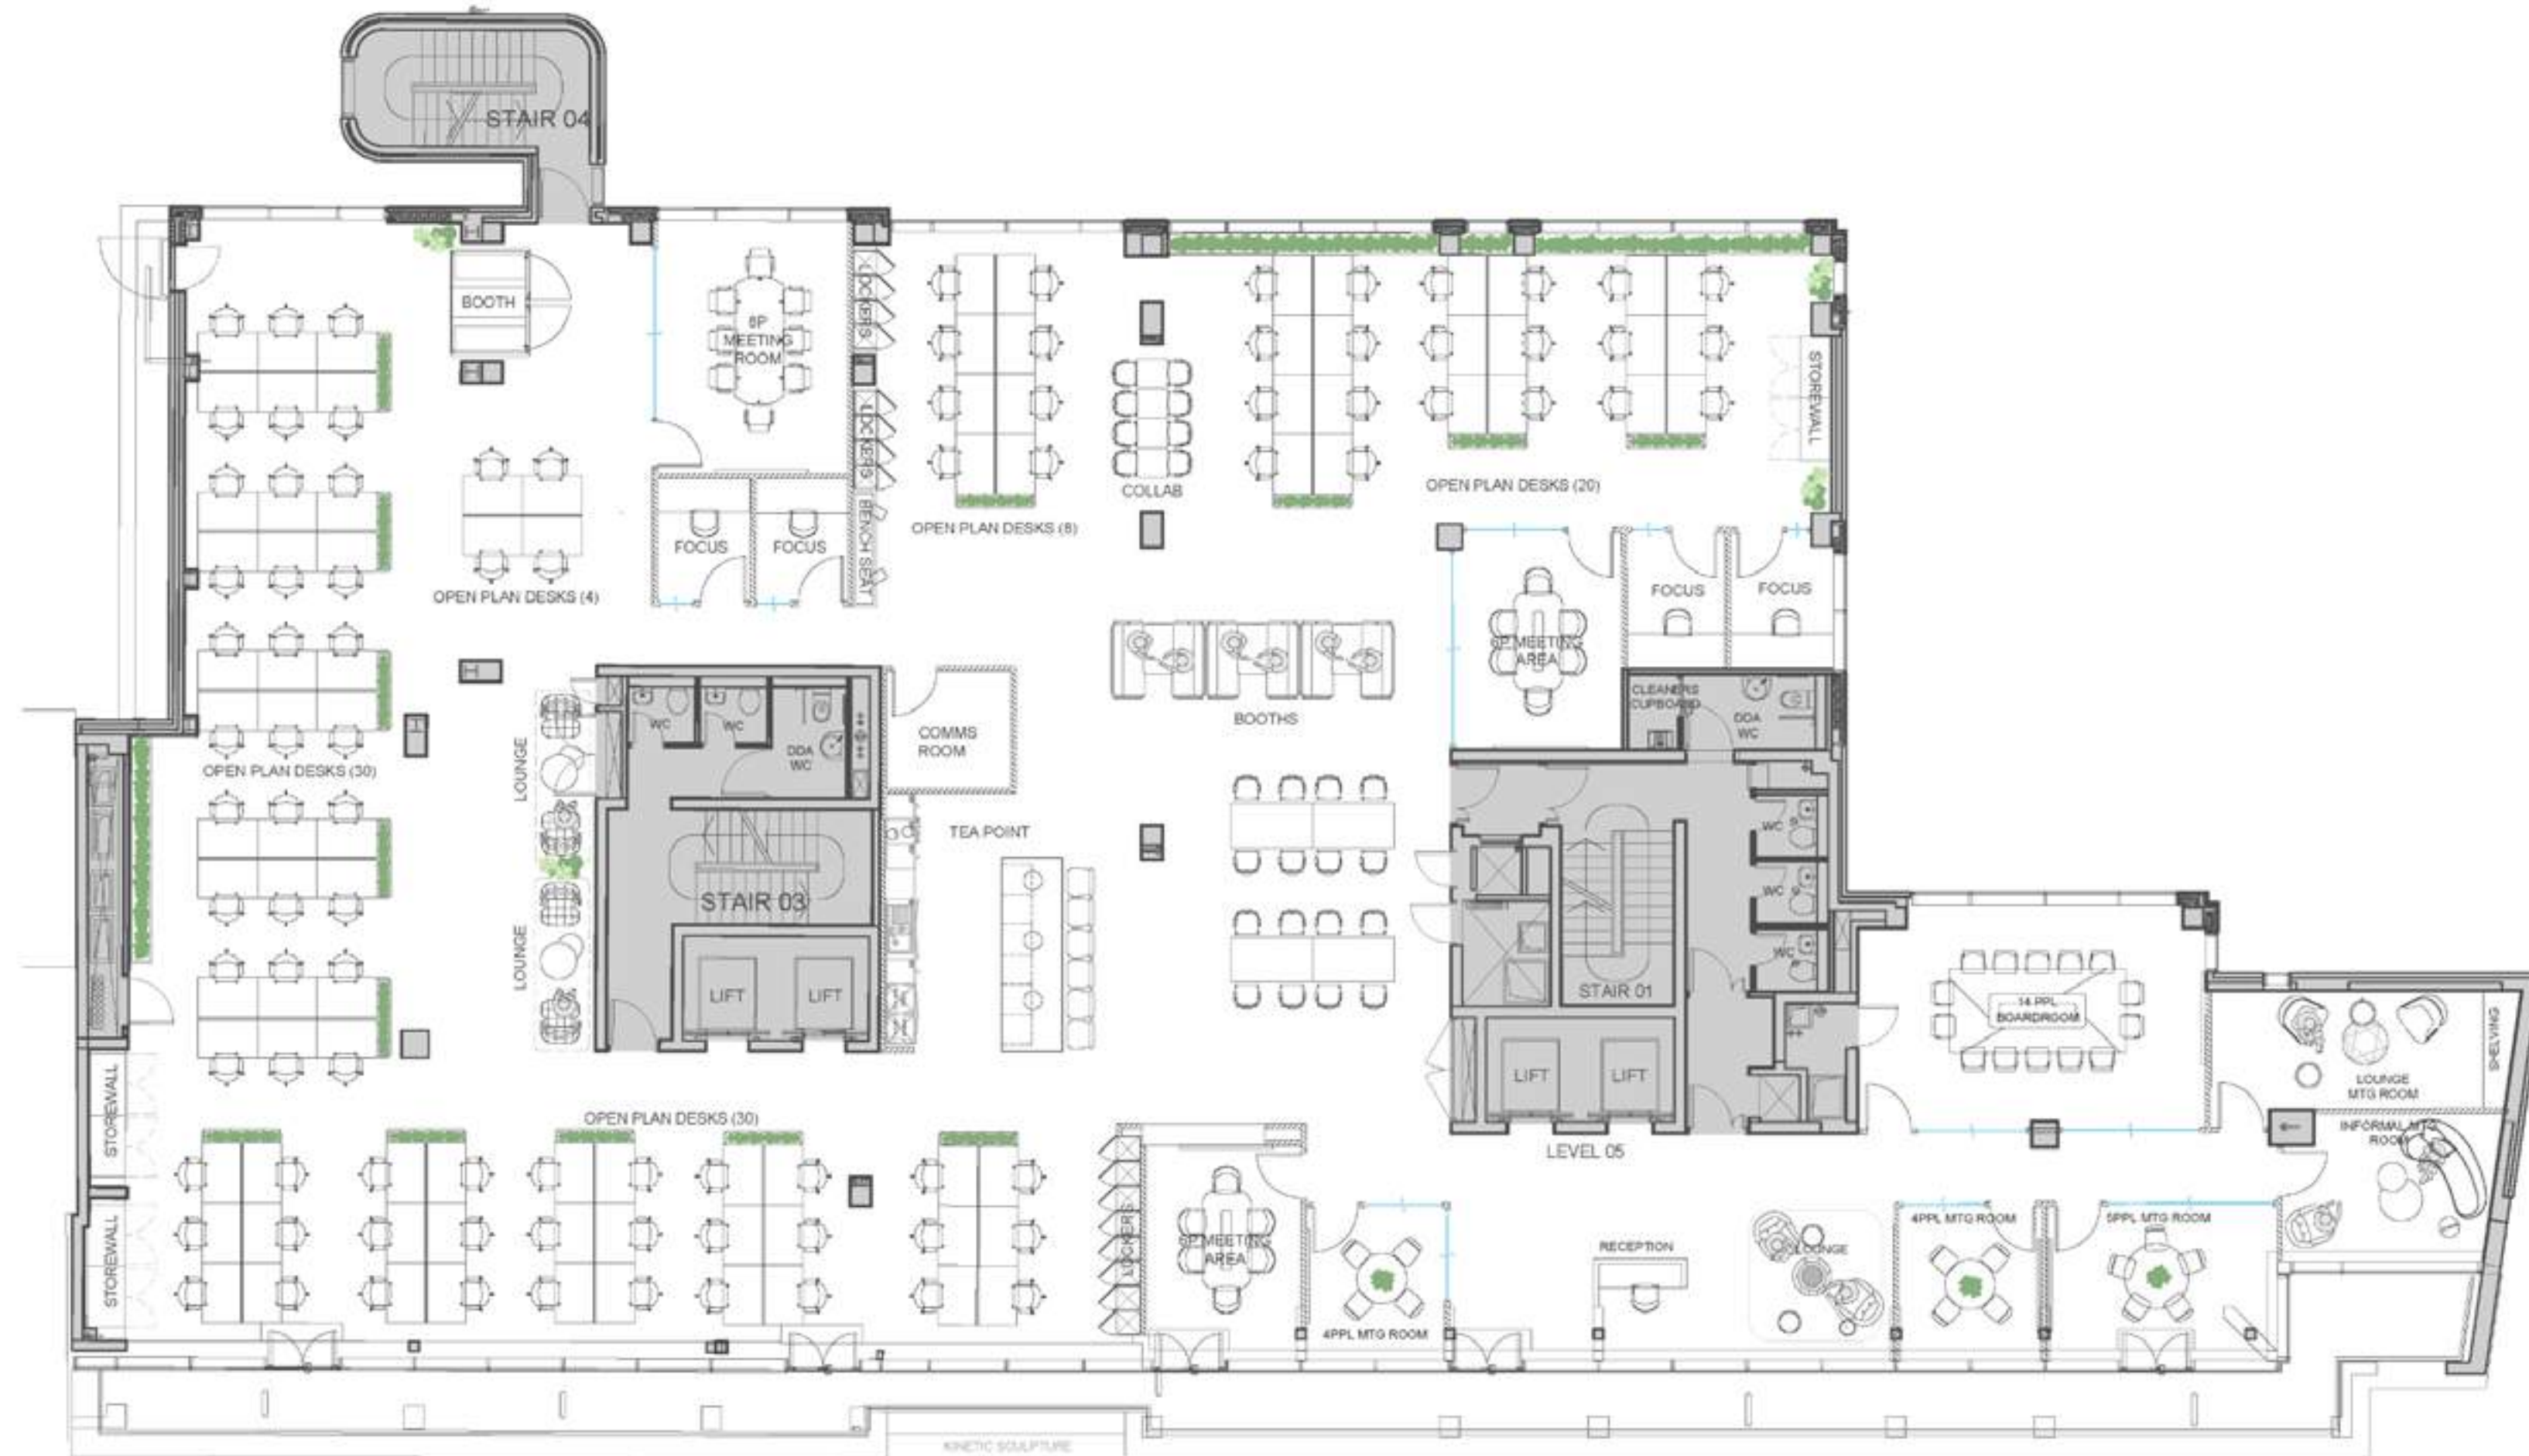 STAIR 04
BOOTH
8P
MEETING
ROOM
LOCKERS
LOCKERS
BENCH SEAT
FOCUS
FOCUS
OPEN PLAN DESKS (4)
OPEN PLAN DESKS (8)
COLLAB
OPEN PLAN DESKS (20)
STOREWALL
FOCUS
FOCUS
6P MEETING
AREA
BOOTHS
CLEANERS
CUPBOARD
DDA
WC
WC
WC
DDA
WC
COMMS
ROOM
OPEN PLAN DESKS (30)
LOUNGE
TEA POINT
STAIR 03
LOUNGE
LIFT
LIFT
WC
WC
WC
STAIR 01
LIFT
LIFT
LEVEL 05
14 PPL
BOARDROOM
SHELVING
LOUNGE
MTG ROOM
INFORMAL MTG
ROOM
STOREWALL
STOREWALL
OPEN PLAN DESKS (30)
LOCKERS
6P MEETING
AREA
4PPL MTG ROOM
RECEPTION
LOUNGE
4PPL MTG ROOM
5PPL MTG ROOM
KINETIC SCULPTURE